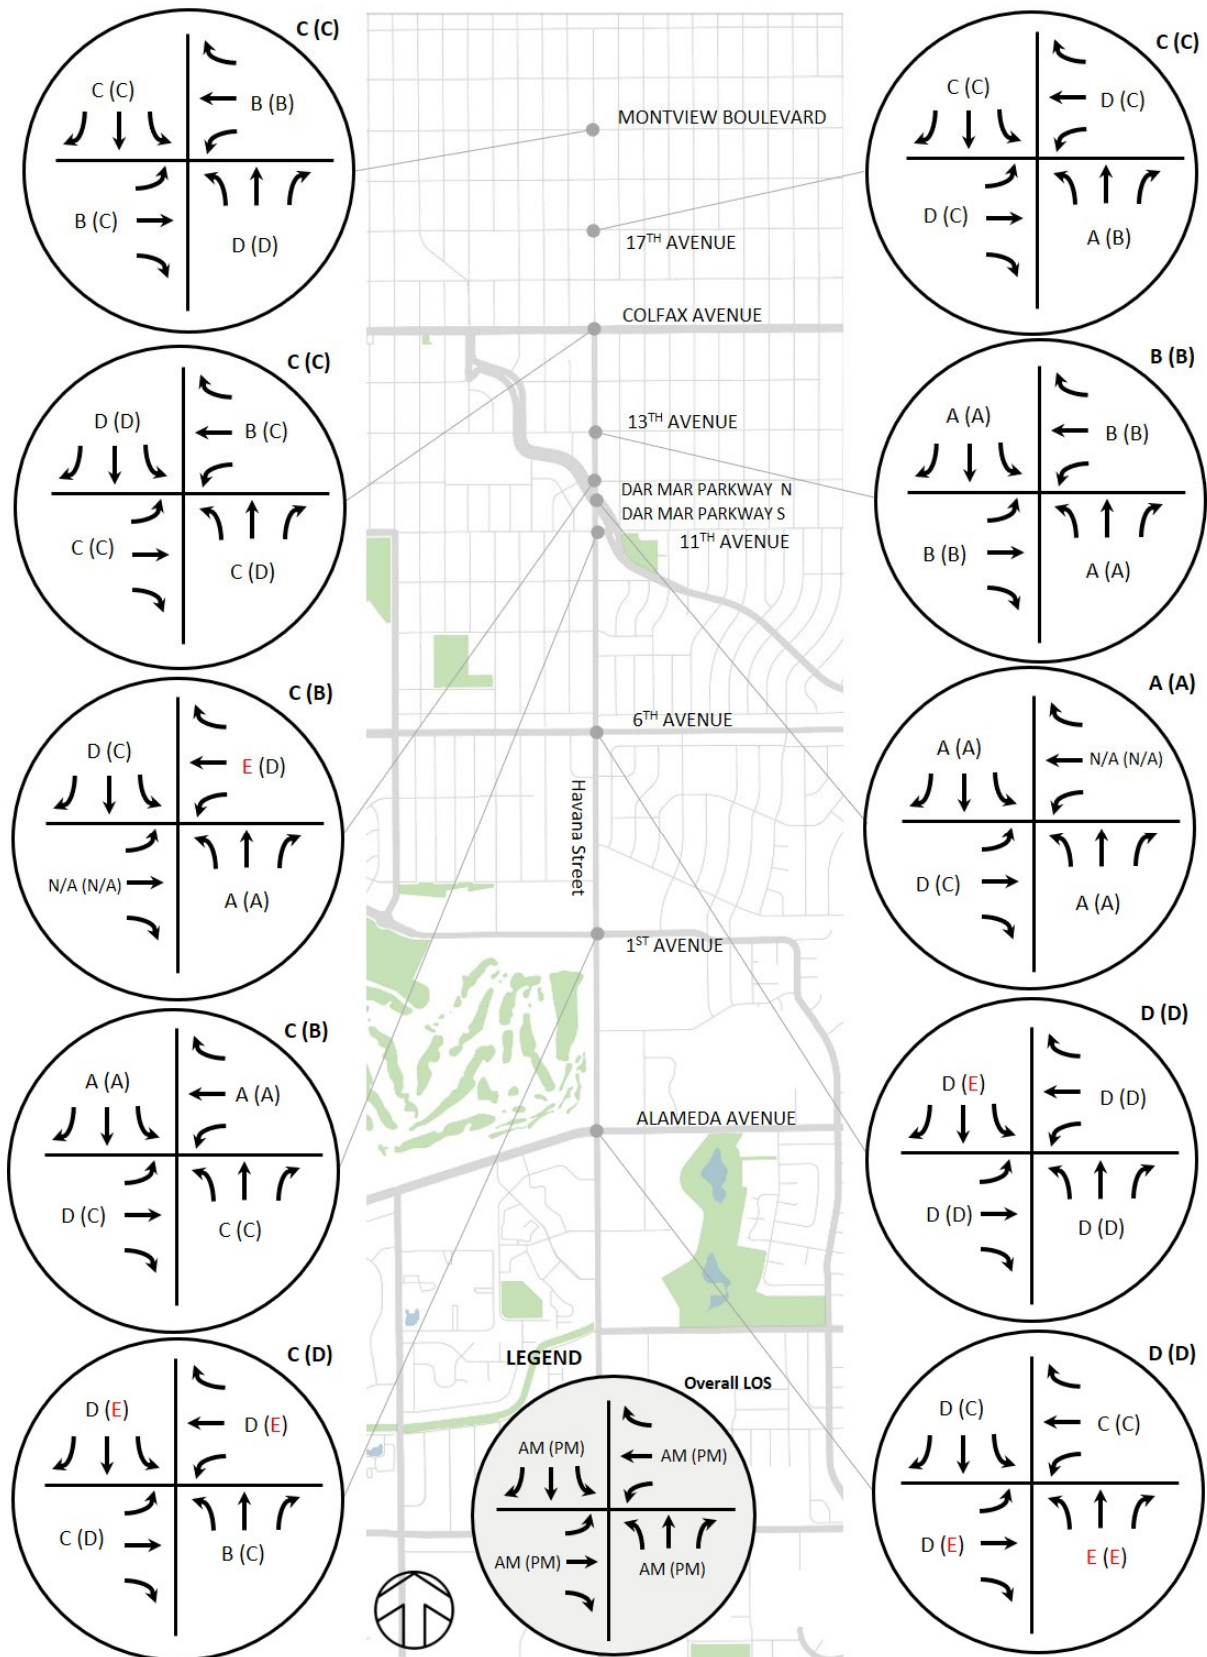 C (C)
C (C)
B (B)
B (C)
D (D)
C (C)
C (C)
D (C)
D (C)
A (B)
MONTVIEW BOULEVARD
17TH AVENUE
COLFAX AVENUE
13TH AVENUE
DAR MAR PARKWAY N
DAR MAR PARKWAY S
11TH AVENUE
6TH AVENUE
Havana Street
1ST AVENUE
ALAMEDA AVENUE
C (C)
D (D)
B (C)
C (C)
C (D)
B (B)
A (A)
B (B)
B (B)
A (A)
C (B)
D (C)
E (D)
N/A (N/A)
A (A)
A (A)
A (A)
N/A (N/A)
D (C)
A (A)
C (B)
A (A)
A (A)
D (C)
C (C)
D (D)
D (E)
D (D)
D (D)
D (D)
C (D)
D (E)
D (E)
C (D)
B (C)
LEGEND
Overall LOS
AM (PM)
AM (PM)
AM (PM)
AM (PM)
D (D)
D (C)
C (C)
D (E)
E (E)